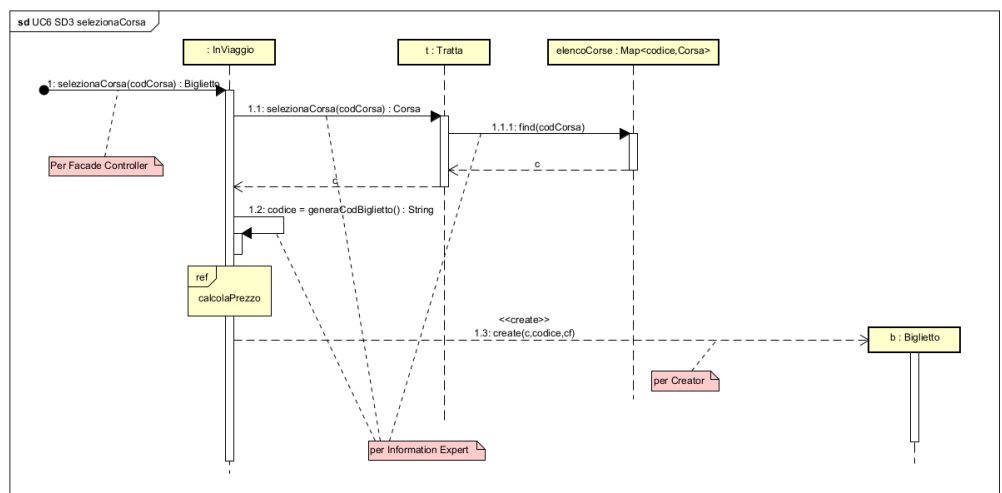 sd UC6 SD3 selezionaCorsa
: InViaggio
t : Tratta
elencoCorse : Map<codice,Corsa>
1: selezionaCorsa(codCorsa) : Biglietto
1.1: selezionaCorsa(codCorsa) : Corsa
1.1.1: find(codCorsa)
Per Facade Controller
c
c
1.2: codice = generaCodBiglietto() : String
ref
calcolaPrezzo
<<create>>
1.3: create(c,codice,cf)
b : Biglietto
per Creator
per Information Expert